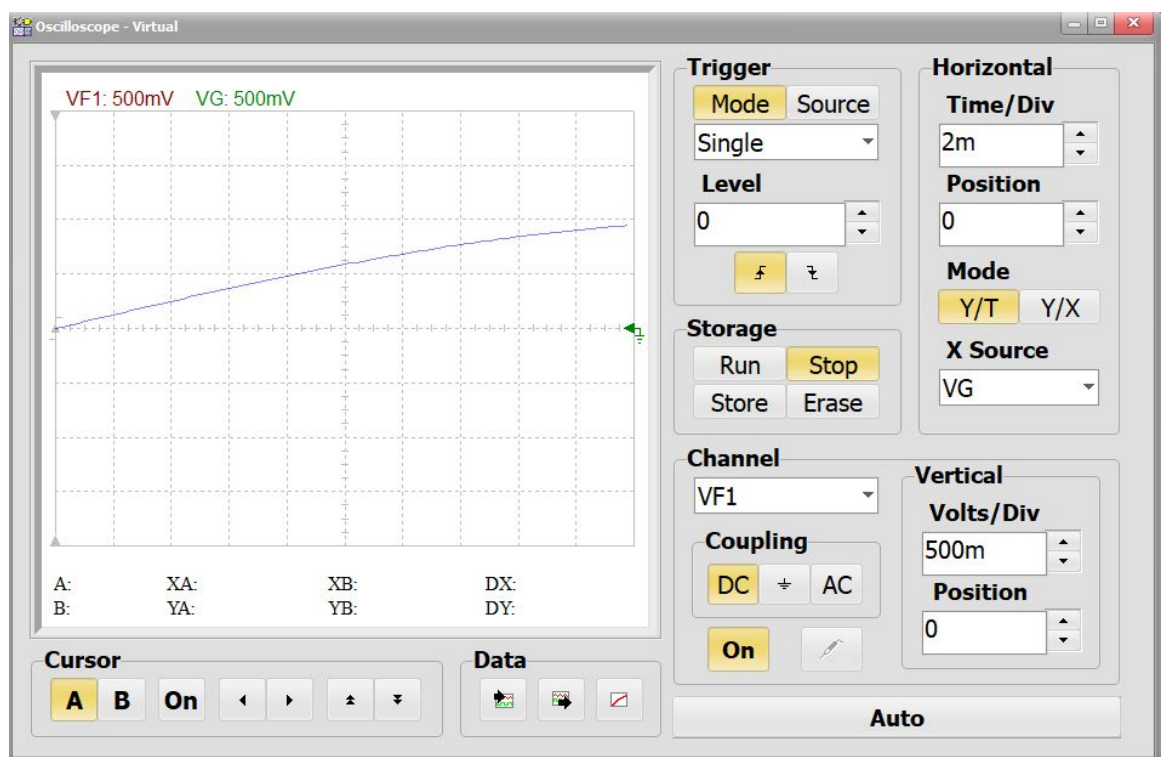 Oscilloscope - Virtual
VF1: 500mV VG: 500mV
A: XA: XB: DX:
B: YA: YB: DY:
Cursor
A B On
Data
Trigger
Mode Source
Single
Level
0
Storage
Run Stop
Store Erase
Horizontal
Time/Div
2m
Position
0
Mode
Y/T Y/X
X Source
VG
Channel
VF1
Coupling
DC AC
On
Vertical
Volts/Div
500m
Position
0
Auto